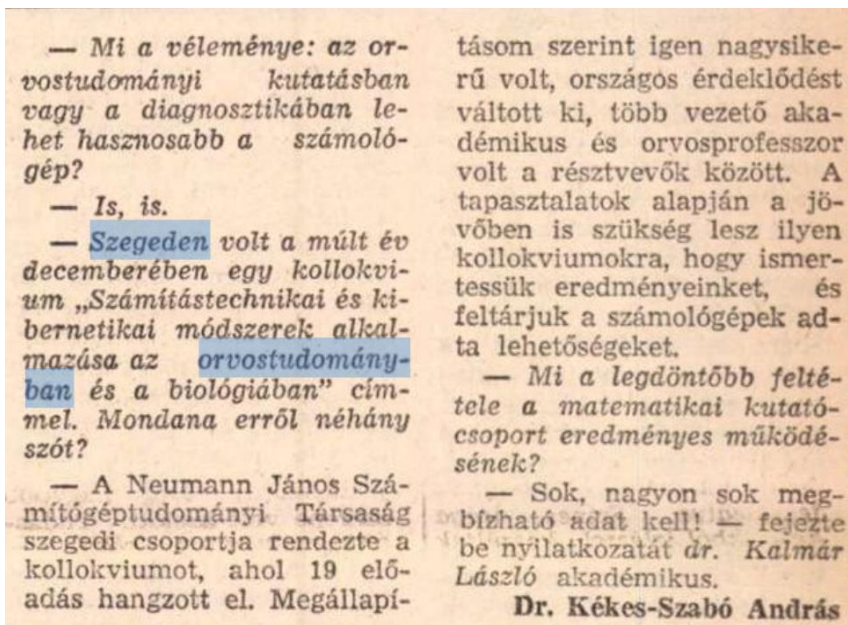 — Mi a véleménye: az or-
vostudományi kutatásban
vagy a diagnosztikában le-
het hasznosabb a számoló-
gép?
— Is, is.
— Szegeden volt a múlt év
decemberében egy kollokvi-
um „Számítástechnikai és ki-
bernetikai módszerek alkal-
mazása az orvostudomány-
ban és a biológiában” cím-
mel. Mondana erről néhány
szót?
— A Neumann János Szá-
mítógéptudományi Társaság
szegedi csoportja rendezte a
kollokviumot, ahol 19 elő-
adás hangzott el. Megállapí-
tásom szerint igen nagysike-
rű volt, országos érdeklődést
váltott ki, több vezető aka-
démikus és orvosprofesszor
volt a résztvevők között. A
tapasztalatok alapján a jö-
vőben is szükség lesz ilyen
kollokviumokra, hogy ismer-
tessük eredményeinket, és
feltárjuk a számológépek ad-
ta lehetőségeket.
— Mi a legdöntőbb felté-
tele a matematikai kutató-
csoport eredményes működé-
sének?
— Sok, nagyon sok meg-
bízható adat kell! — fejezte
be nyilatkozatát dr. Kalmár
László akadémikus.
Dr. Kékes-Szabó András